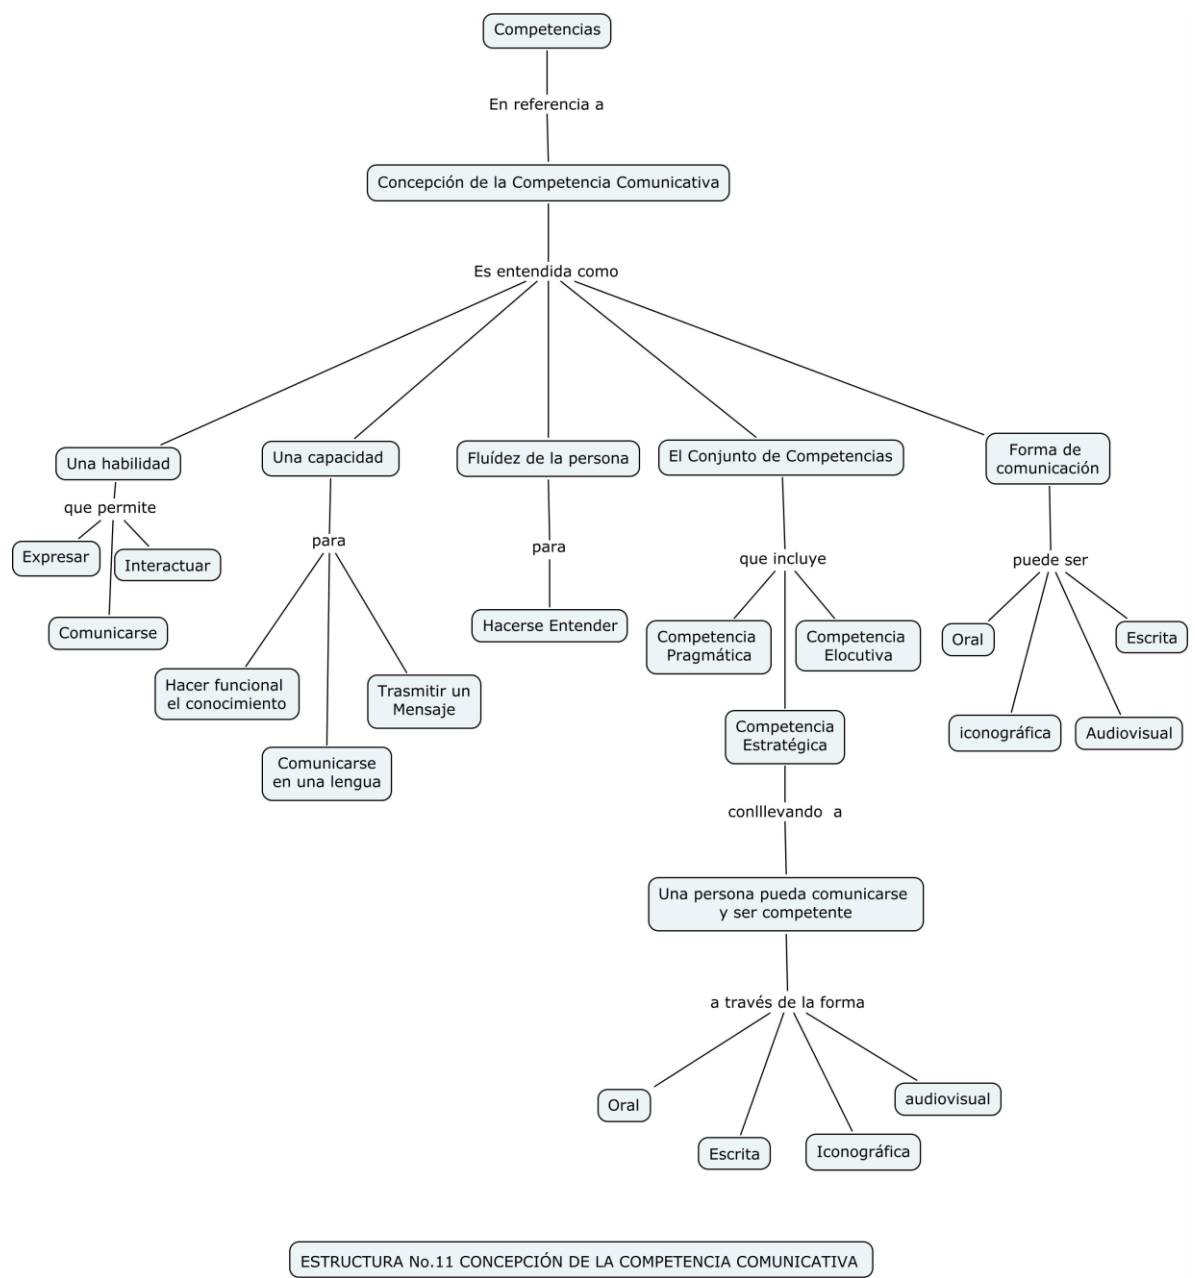 Competencias
En referencia a
Concepción de la Competencia Comunicativa
Es entendida como
Una habilidad
Una capacidad
Fluídez de la persona
El Conjunto de Competencias
Forma de
comunicación
que permite
Expresar
Interactuar
Comunicarse
para
Hacer funcional
el conocimiento
Trasmitir un
Mensaje
Comunicarse
en una lengua
para
Hacerse Entender
que incluye
Competencia
Pragmática
Competencia
Elocutiva
Competencia
Estratégica
puede ser
Oral
Escrita
iconográfica
Audiovisual
conlllevando a
Una persona pueda comunicarse
y ser competente
a través de la forma
Oral
Escrita
Iconográfica
audiovisual
ESTRUCTURA No.11 CONCEPCIÓN DE LA COMPETENCIA COMUNICATIVA